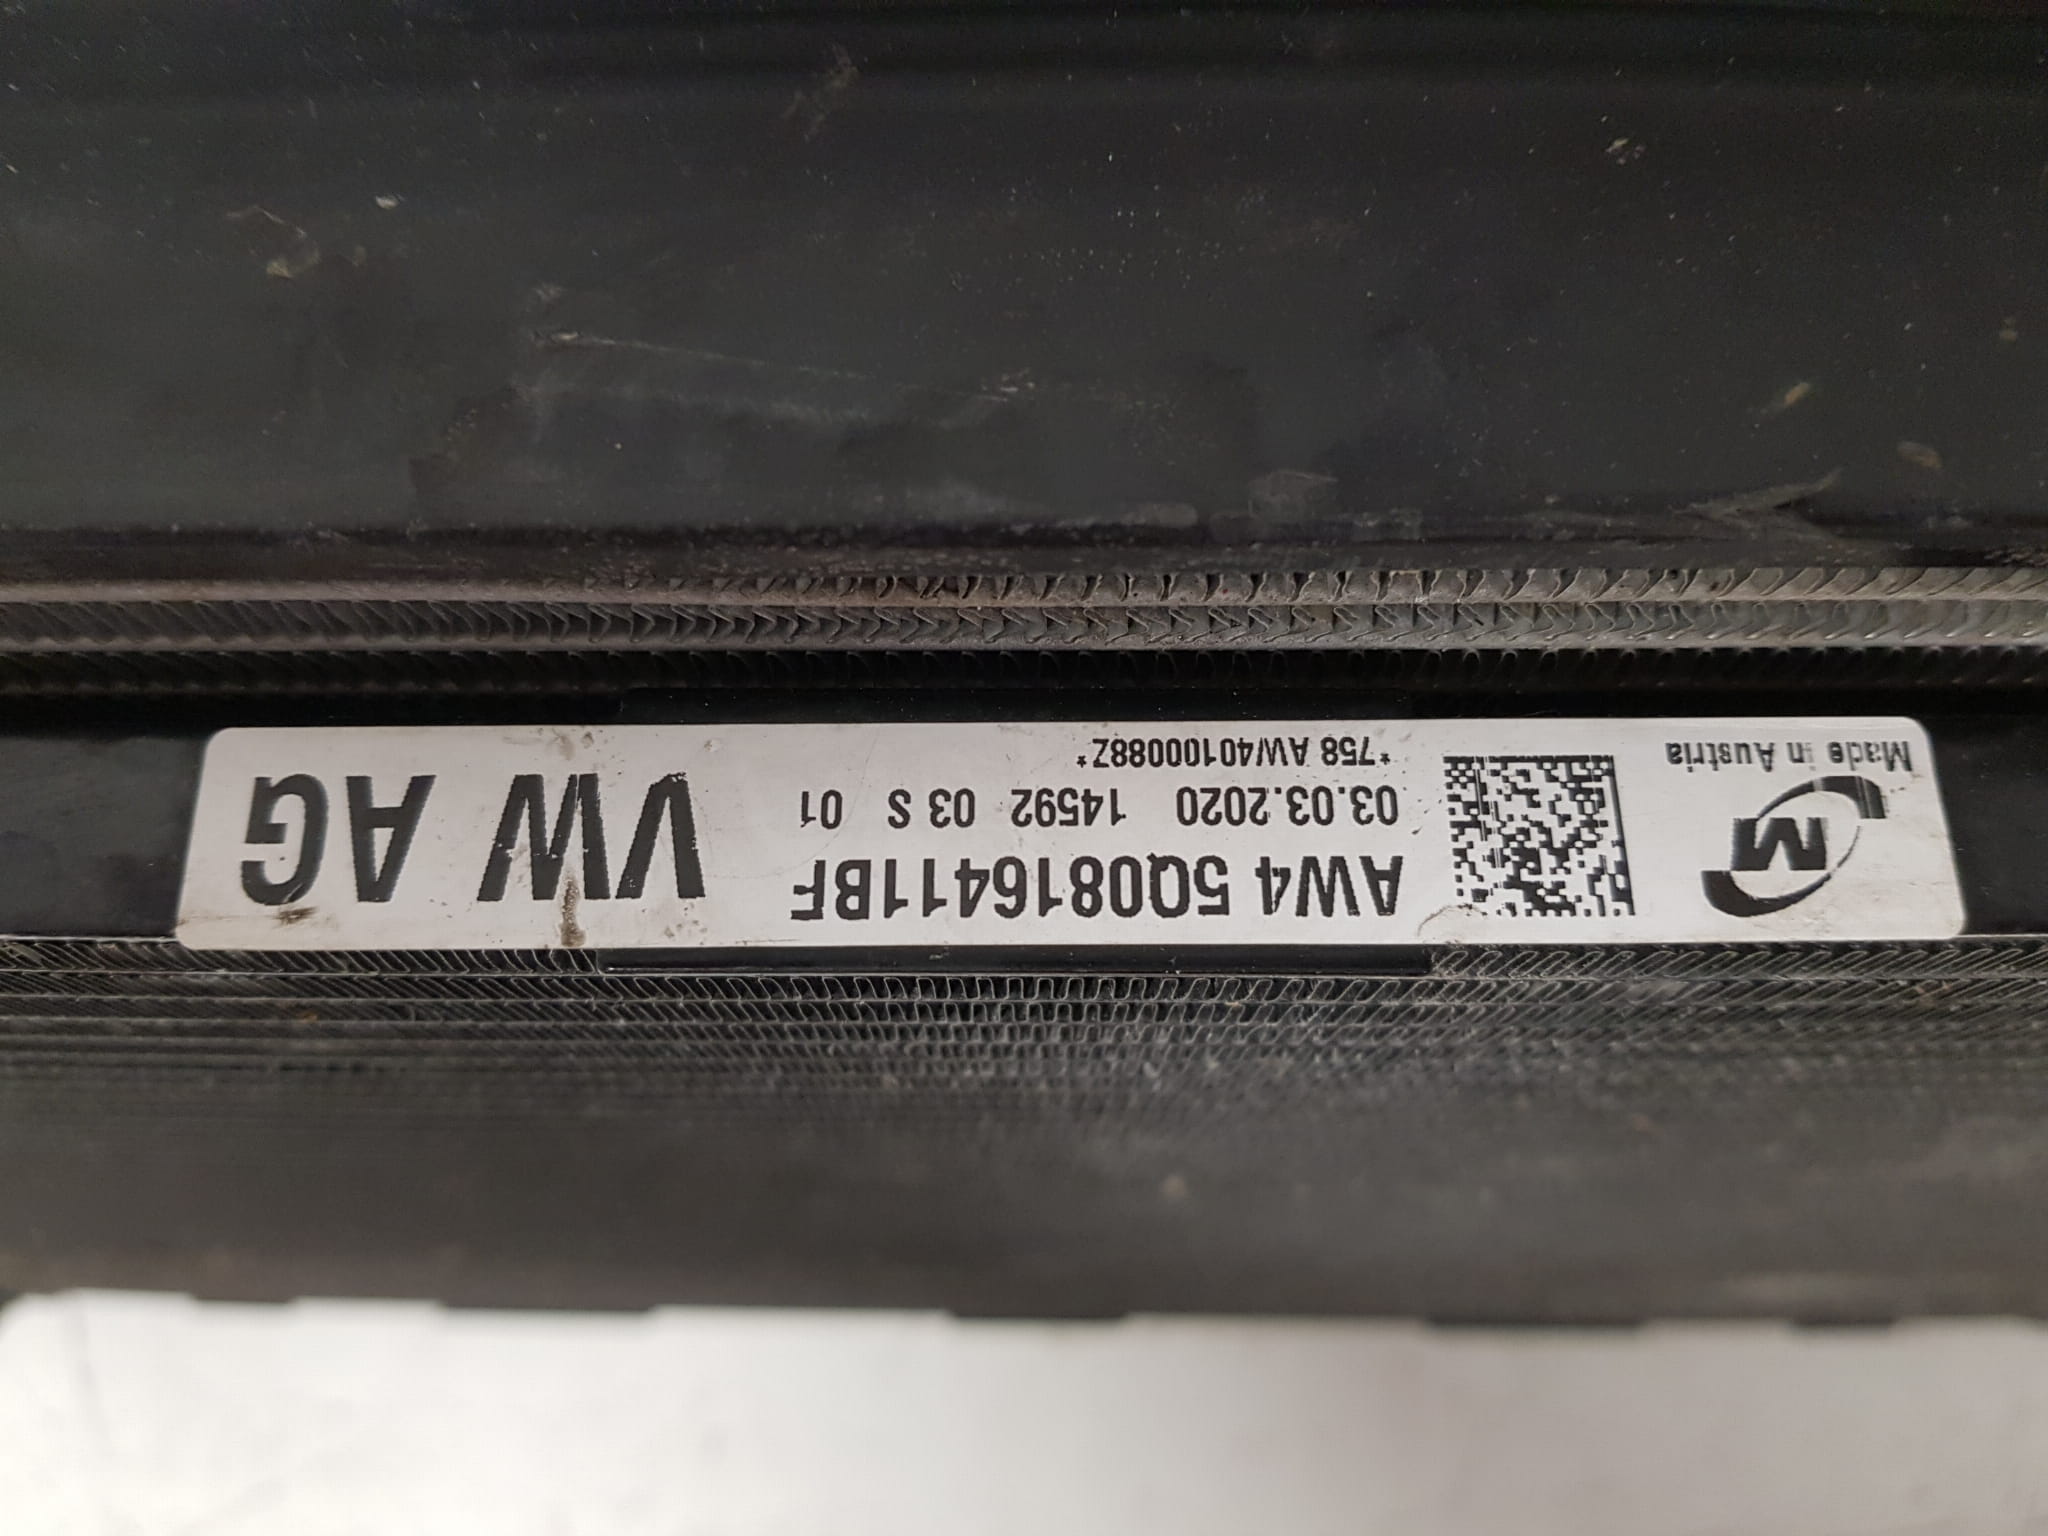 Made in Austria
M
AW4 5Q0816411BF
03.03.2020 14592 03 S 01
*758 AW40100088Z*
VW AG